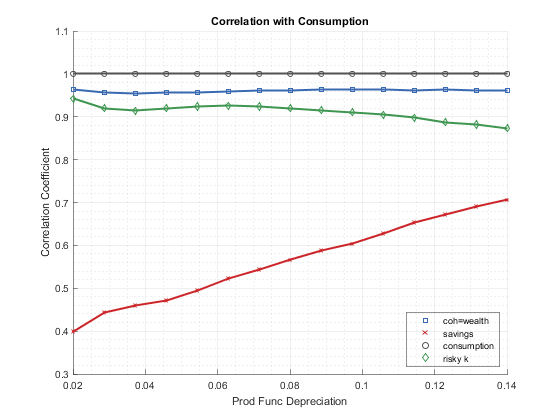 Correlation with Consumption
Correlation Coefficient
1.1
1
0.9
0.8
0.7
0.6
0.5
0.4
0.3
0.02
0.04
0.06
0.08
0.1
0.12
0.14
Prod Func Depreciation
coh=wealth
savings
consumption
risky k